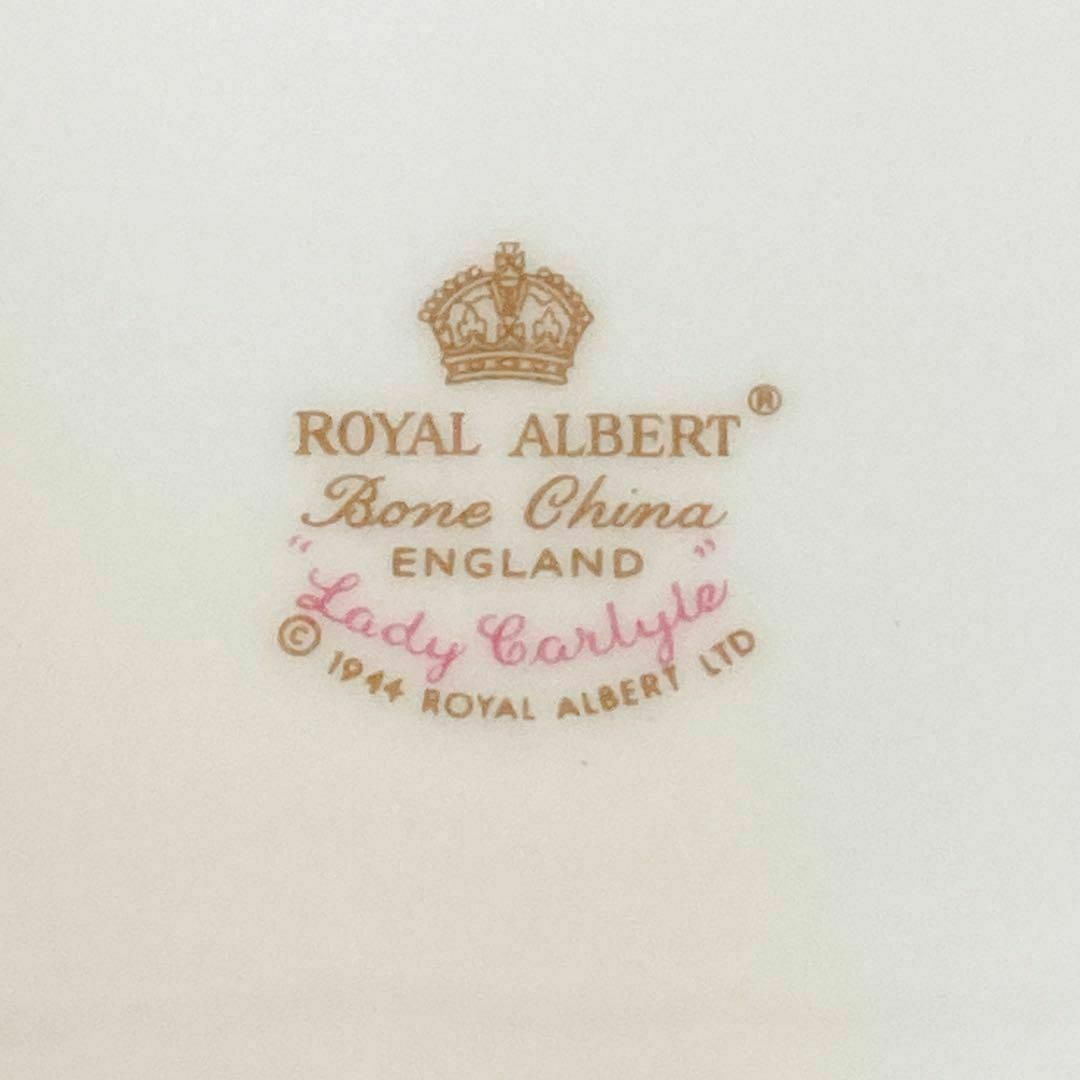 ROYAL ALBERT®
Bone China
ENGLAND
"Lady Carlyle"
© 1944 ROYAL ALBERT LTD